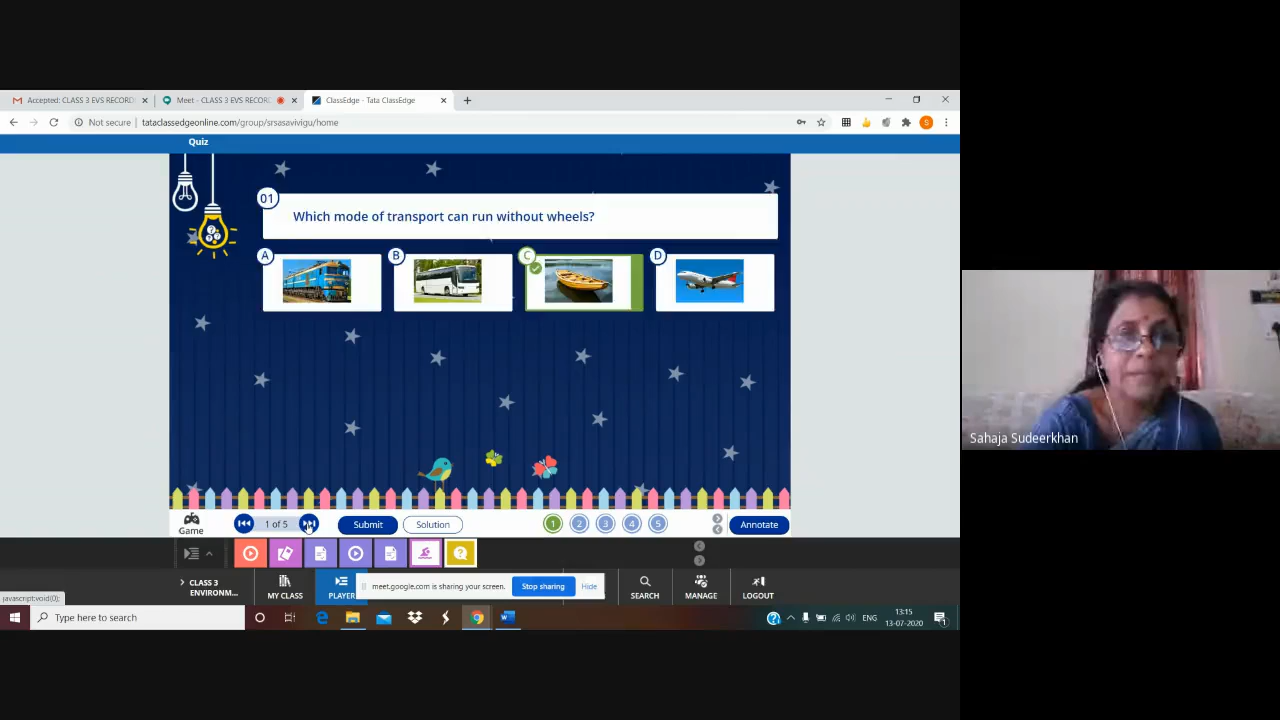 Accepted: CLASS 3 EVS RECORD
Meet - CLASS 3 EVS RECOR
ClassEdge - Tata ClassEdge
Not secure
tataclassedgeonline.com/group/srsasavivigu/home
S
Quiz
01
Which mode of transport can run without wheels?
A
B
C
D
Sahaja Sudeerkhan
Game
1 of 5
Submit
Solution
1
2
3
4
5
Annotate
CLASS 3
ENVIRONM..
MY CLASS
PLAYER
meet.google.com is sharing your screen.
Stop sharing
Hide
SEARCH
MANAGE
LOGOUT
javascript:void(0);
Type here to search
ENG
13:15
13-07-2020